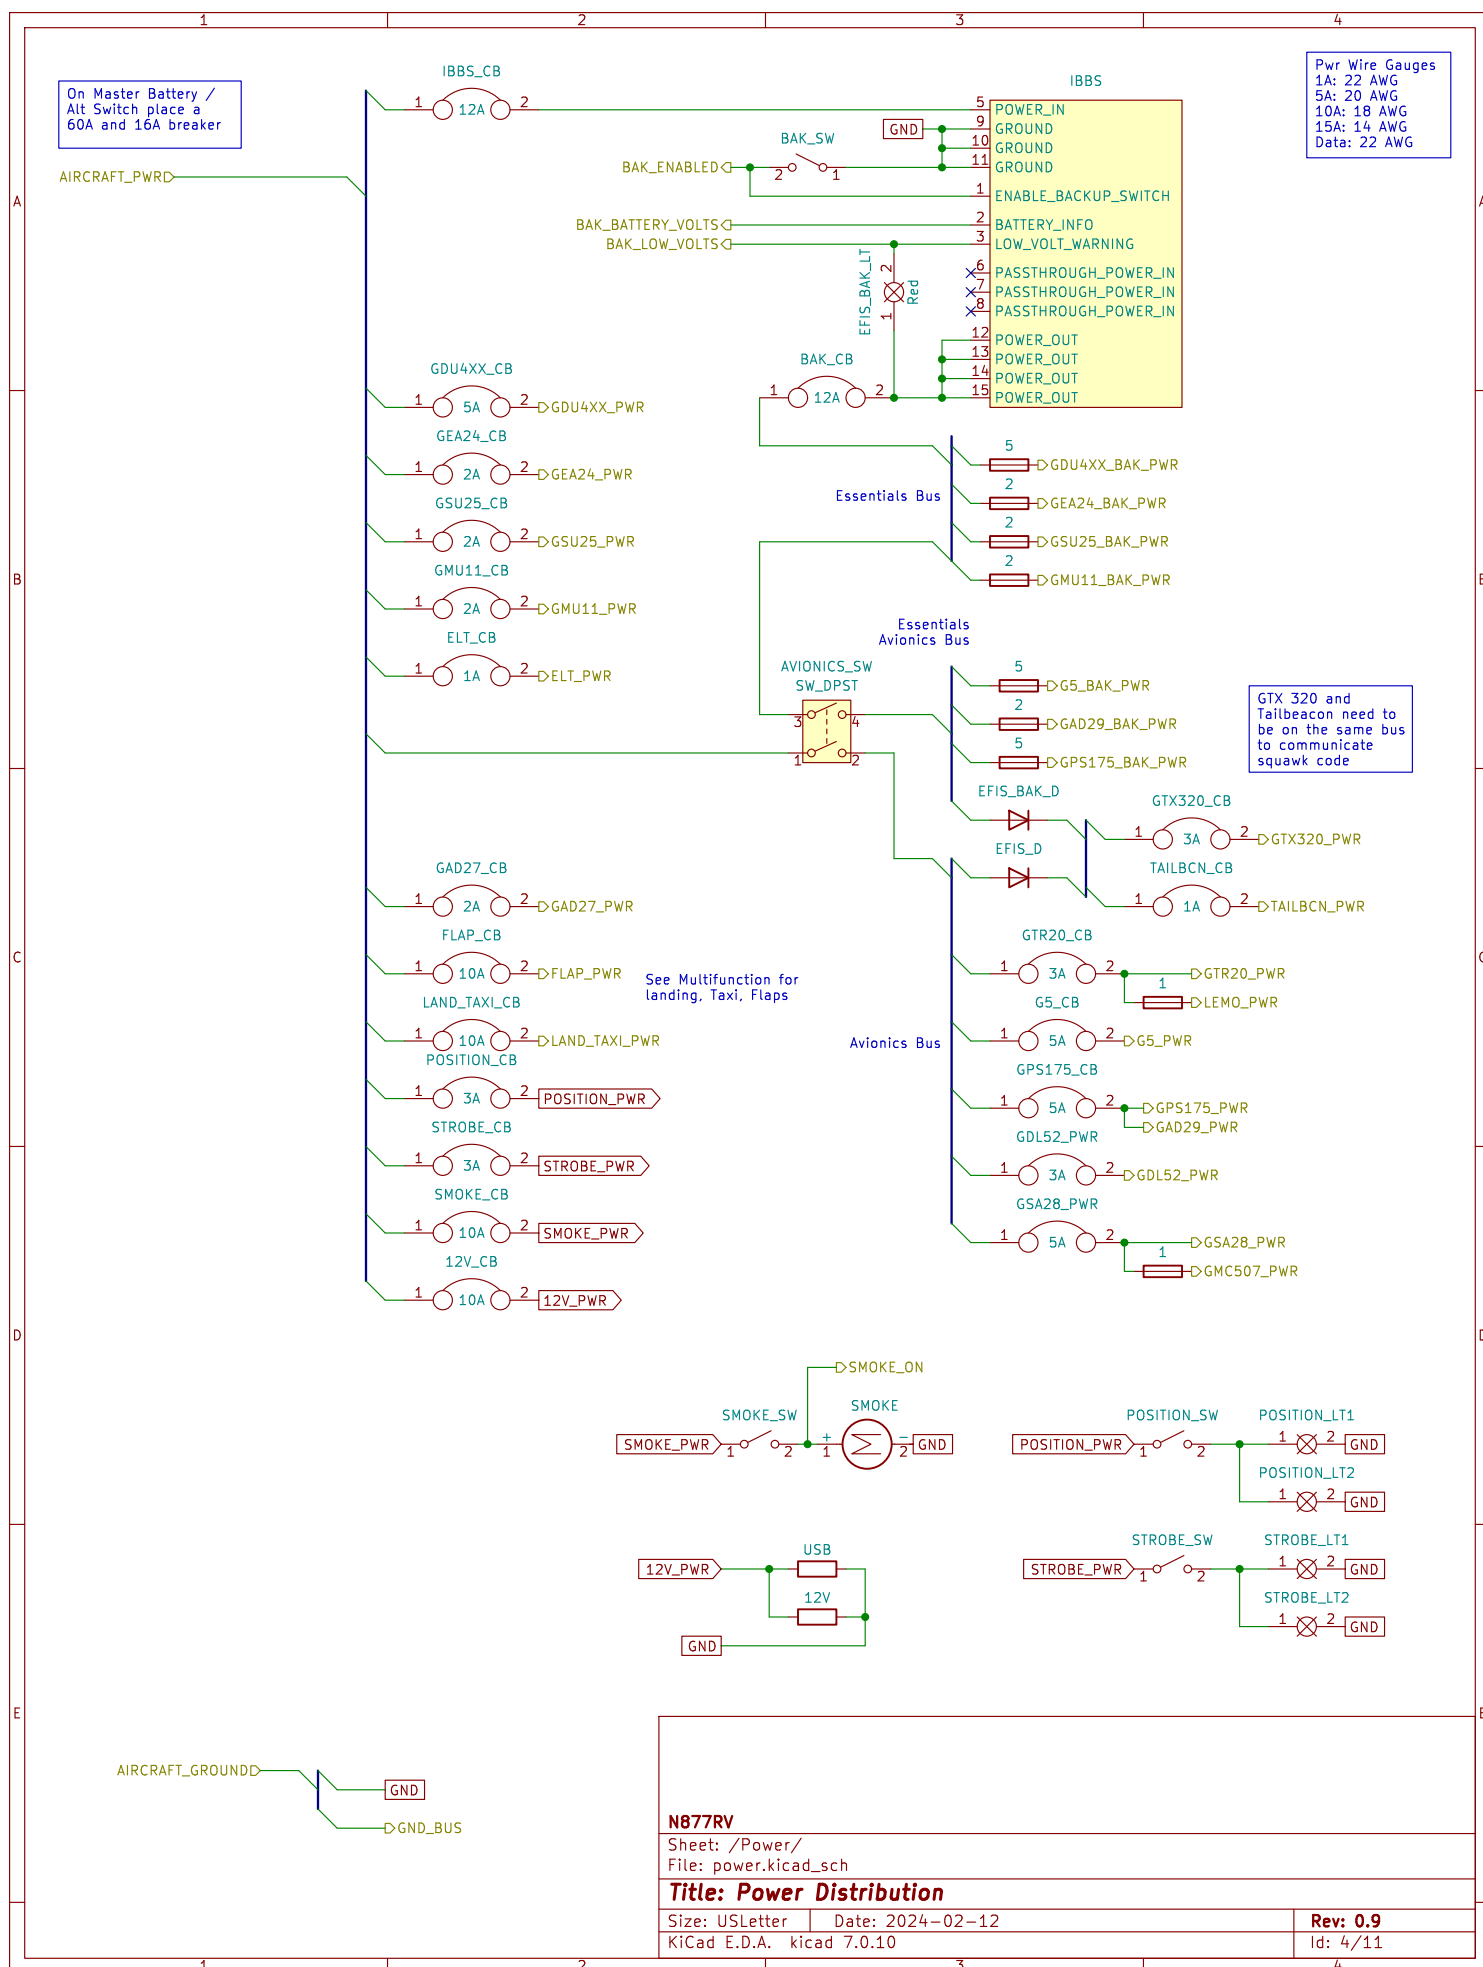 1 2 3 4
On Master Battery /
Alt Switch place a
60A and 16A breaker
Pwr Wire Gauges
1A: 22 AWG
5A: 20 AWG
10A: 18 AWG
15A: 14 AWG
Data: 22 AWG
A
A
AIRCRAFT_PWR
IBBS_CB
1 12A 2
IBBS
5 POWER_IN
9 GROUND
10 GROUND
11 GROUND
1 ENABLE_BACKUP_SWITCH
2 BATTERY_INFO
3 LOW_VOLT_WARNING
6 PASSTHROUGH_POWER_IN
7 PASSTHROUGH_POWER_IN
8 PASSTHROUGH_POWER_IN
12 POWER_OUT
13 POWER_OUT
14 POWER_OUT
15 POWER_OUT
GND
BAK_SW
BAK_ENABLED
2 1
BAK_BATTERY_VOLTS
BAK_LOW_VOLTS
EFIS_BAK_LT
2
1
Red
BAK_CB
1 12A 2
GDU4XX_CB
1 5A 2 GDU4XX_PWR
GEA24_CB
1 2A 2 GEA24_PWR
GSU25_CB
1 2A 2 GSU25_PWR
B
B
GMU11_CB
1 2A 2 GMU11_PWR
ELT_CB
1 1A 2 ELT_PWR
Essentials Bus
5
GDU4XX_BAK_PWR
2
GEA24_BAK_PWR
2
GSU25_BAK_PWR
2
GMU11_BAK_PWR
Essentials
Avionics Bus
AVIONICS_SW
SW_DPST
3 4
1 2
5
G5_BAK_PWR
2
GAD29_BAK_PWR
5
GPS175_BAK_PWR
GTX 320 and
Tailbeacon need to
be on the same bus
to communicate
squawk code
EFIS_BAK_D
EFIS_D
GTX320_CB
1 3A 2 GTX320_PWR
TAILBCN_CB
1 1A 2 TAILBCN_PWR
C
C
GAD27_CB
1 2A 2 GAD27_PWR
FLAP_CB
1 10A 2 FLAP_PWR
LAND_TAXI_CB
1 10A 2 LAND_TAXI_PWR
POSITION_CB
1 3A 2 POSITION_PWR
STROBE_CB
1 3A 2 STROBE_PWR
SMOKE_CB
1 10A 2 SMOKE_PWR
12V_CB
1 10A 2 12V_PWR
See Multifunction for
landing, Taxi, Flaps
Avionics Bus
GTR20_CB
1 3A 2 GTR20_PWR
1
LEMO_PWR
G5_CB
1 5A 2 G5_PWR
GPS175_CB
1 5A 2 GPS175_PWR
GAD29_PWR
GDL52_PWR
1 3A 2 GDL52_PWR
GSA28_PWR
1 5A 2 GSA28_PWR
1
GMC507_PWR
D
D
SMOKE_ON
SMOKE_SW
SMOKE
SMOKE_PWR 1 2 + 1 − 2 GND
POSITION_SW
POSITION_LT1
POSITION_PWR 1 2 1 2 GND
POSITION_LT2
1 2 GND
USB
12V_PWR
12V
GND
STROBE_SW
STROBE_LT1
STROBE_PWR 1 2 1 2 GND
STROBE_LT2
1 2 GND
E
E
AIRCRAFT_GROUND
GND
GND_BUS
N877RV
Sheet: /Power/
File: power.kicad_sch
Title: Power Distribution
Size: USLetter Date: 2024-02-12 Rev: 0.9
KiCad E.D.A. kicad 7.0.10 Id: 4/11
1 2 3 4